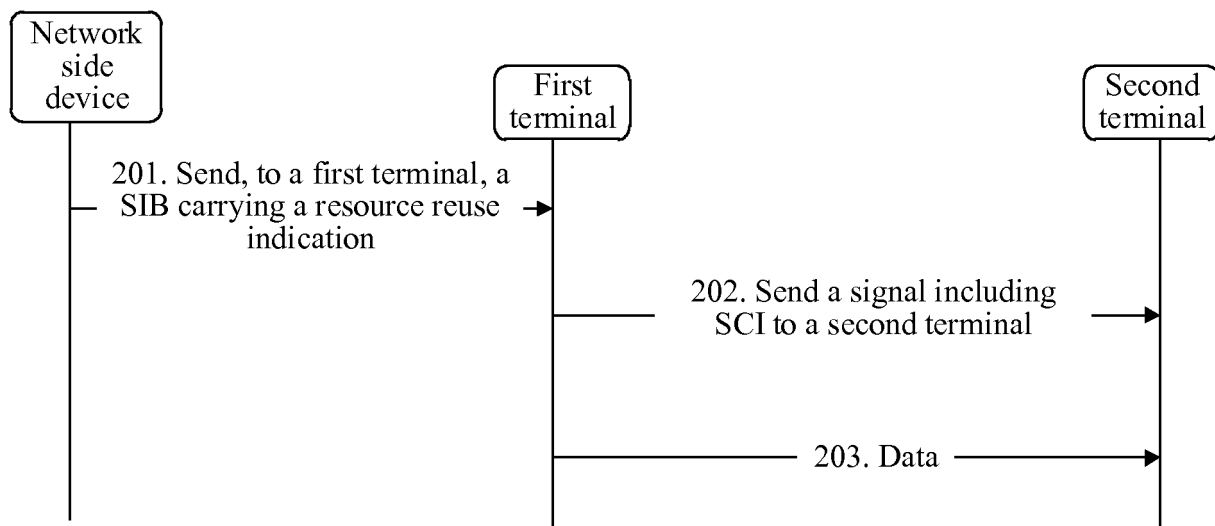 Network
side
device
First
terminal
Second
terminal
201. Send, to a first terminal, a
SIB carrying a resource reuse
indication
202. Send a signal including
SCI to a second terminal
203. Data